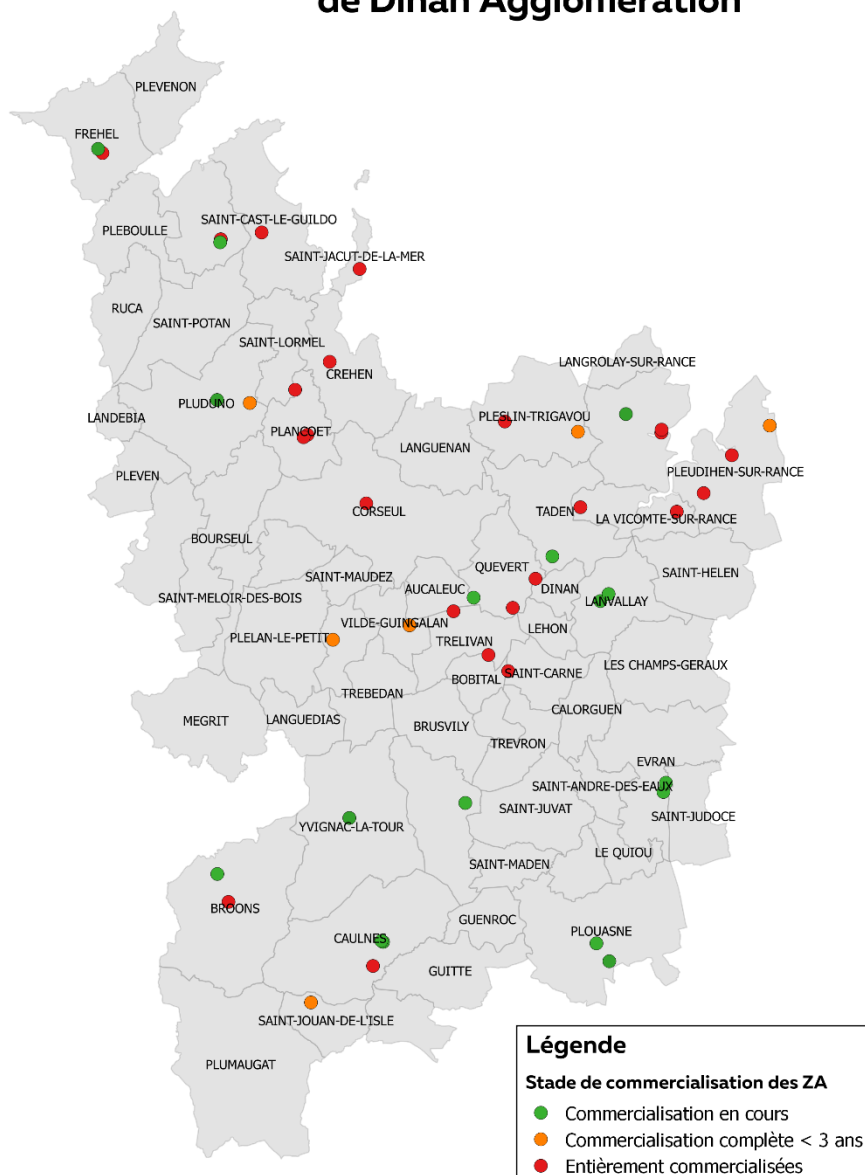 de Dinan Agglomération
PLEVENON
FREHEL
SAINT-CAST-LE-GUILDO
PLEBOULLE
SAINT-JACUT-DE-LA-MER
RUCA
SAINT-POTAN
SAINT-LORMEL
LANGROLAY-SUR-RANCE
CREHEN
PLUDUNO
LANDEBIA
PLESLIN-TRIGAVOU
PLANCOET
LANGUENAN
PLEUDIHEN-SUR-RANCE
PLEVEN
CORSEUL
TADEN
LA VICOMTE-SUR-RANCE
BOURSEUL
QUEVERT
SAINT-HELEN
SAINT-MAUDEZ
AUCALEUC
DINAN
SAINT-MELOIR-DES-BOIS
LANVALLAY
VILDE-GUINGALAN
LEHON
PLELAN-LE-PETIT
TRELIVAN
LES CHAMPS-GERAUX
SAINT-CARNE
BOBITAL
TREBEDAN
CALORGUEN
MEGRIT
LANGUEDIAS
BRUSVILY
TREVRON
EVRAN
SAINT-ANDRE-DES-EAUX
SAINT-JUVAT
SAINT-JUDOCE
YVIGNAC-LA-TOUR
LE QUIOU
SAINT-MADEN
BROONS
GUENROC
PLOUASNE
CAULNES
GUITTE
SAINT-JOUAN-DE-L'ISLE
PLUMAUGAT
Légende
Stade de commercialisation des ZA
Commercialisation en cours
Commercialisation complète < 3 ans
Entièrement commercialisées